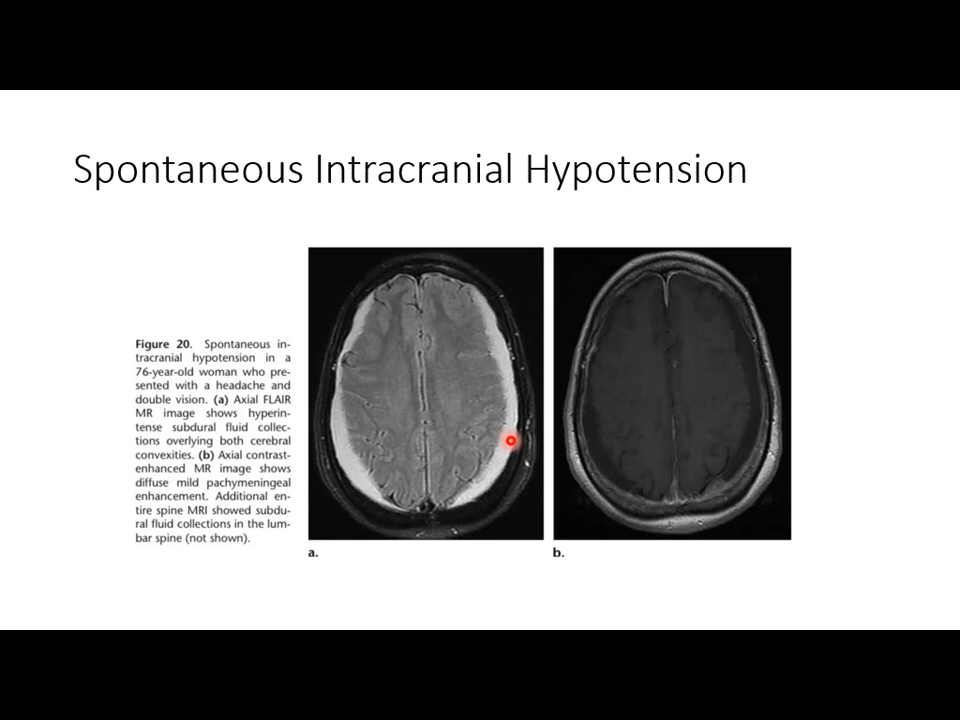 Spontaneous Intracranial Hypotension
Figure 20. Spontaneous in-
tracranial hypotension in a
76-year-old woman who pre-
sented with a headache and
double vision. (a) Axial FLAIR
MR image shows hyperin-
tense subdural fluid collec-
tions overlying both cerebral
convexities. (b) Axial contrast-
enhanced MR image shows
diffuse mild pachymeningeal
enhancement. Additional en-
tire spine MRI showed subdu-
ral fluid collections in the lum-
bar spine (not shown).
a.
b.